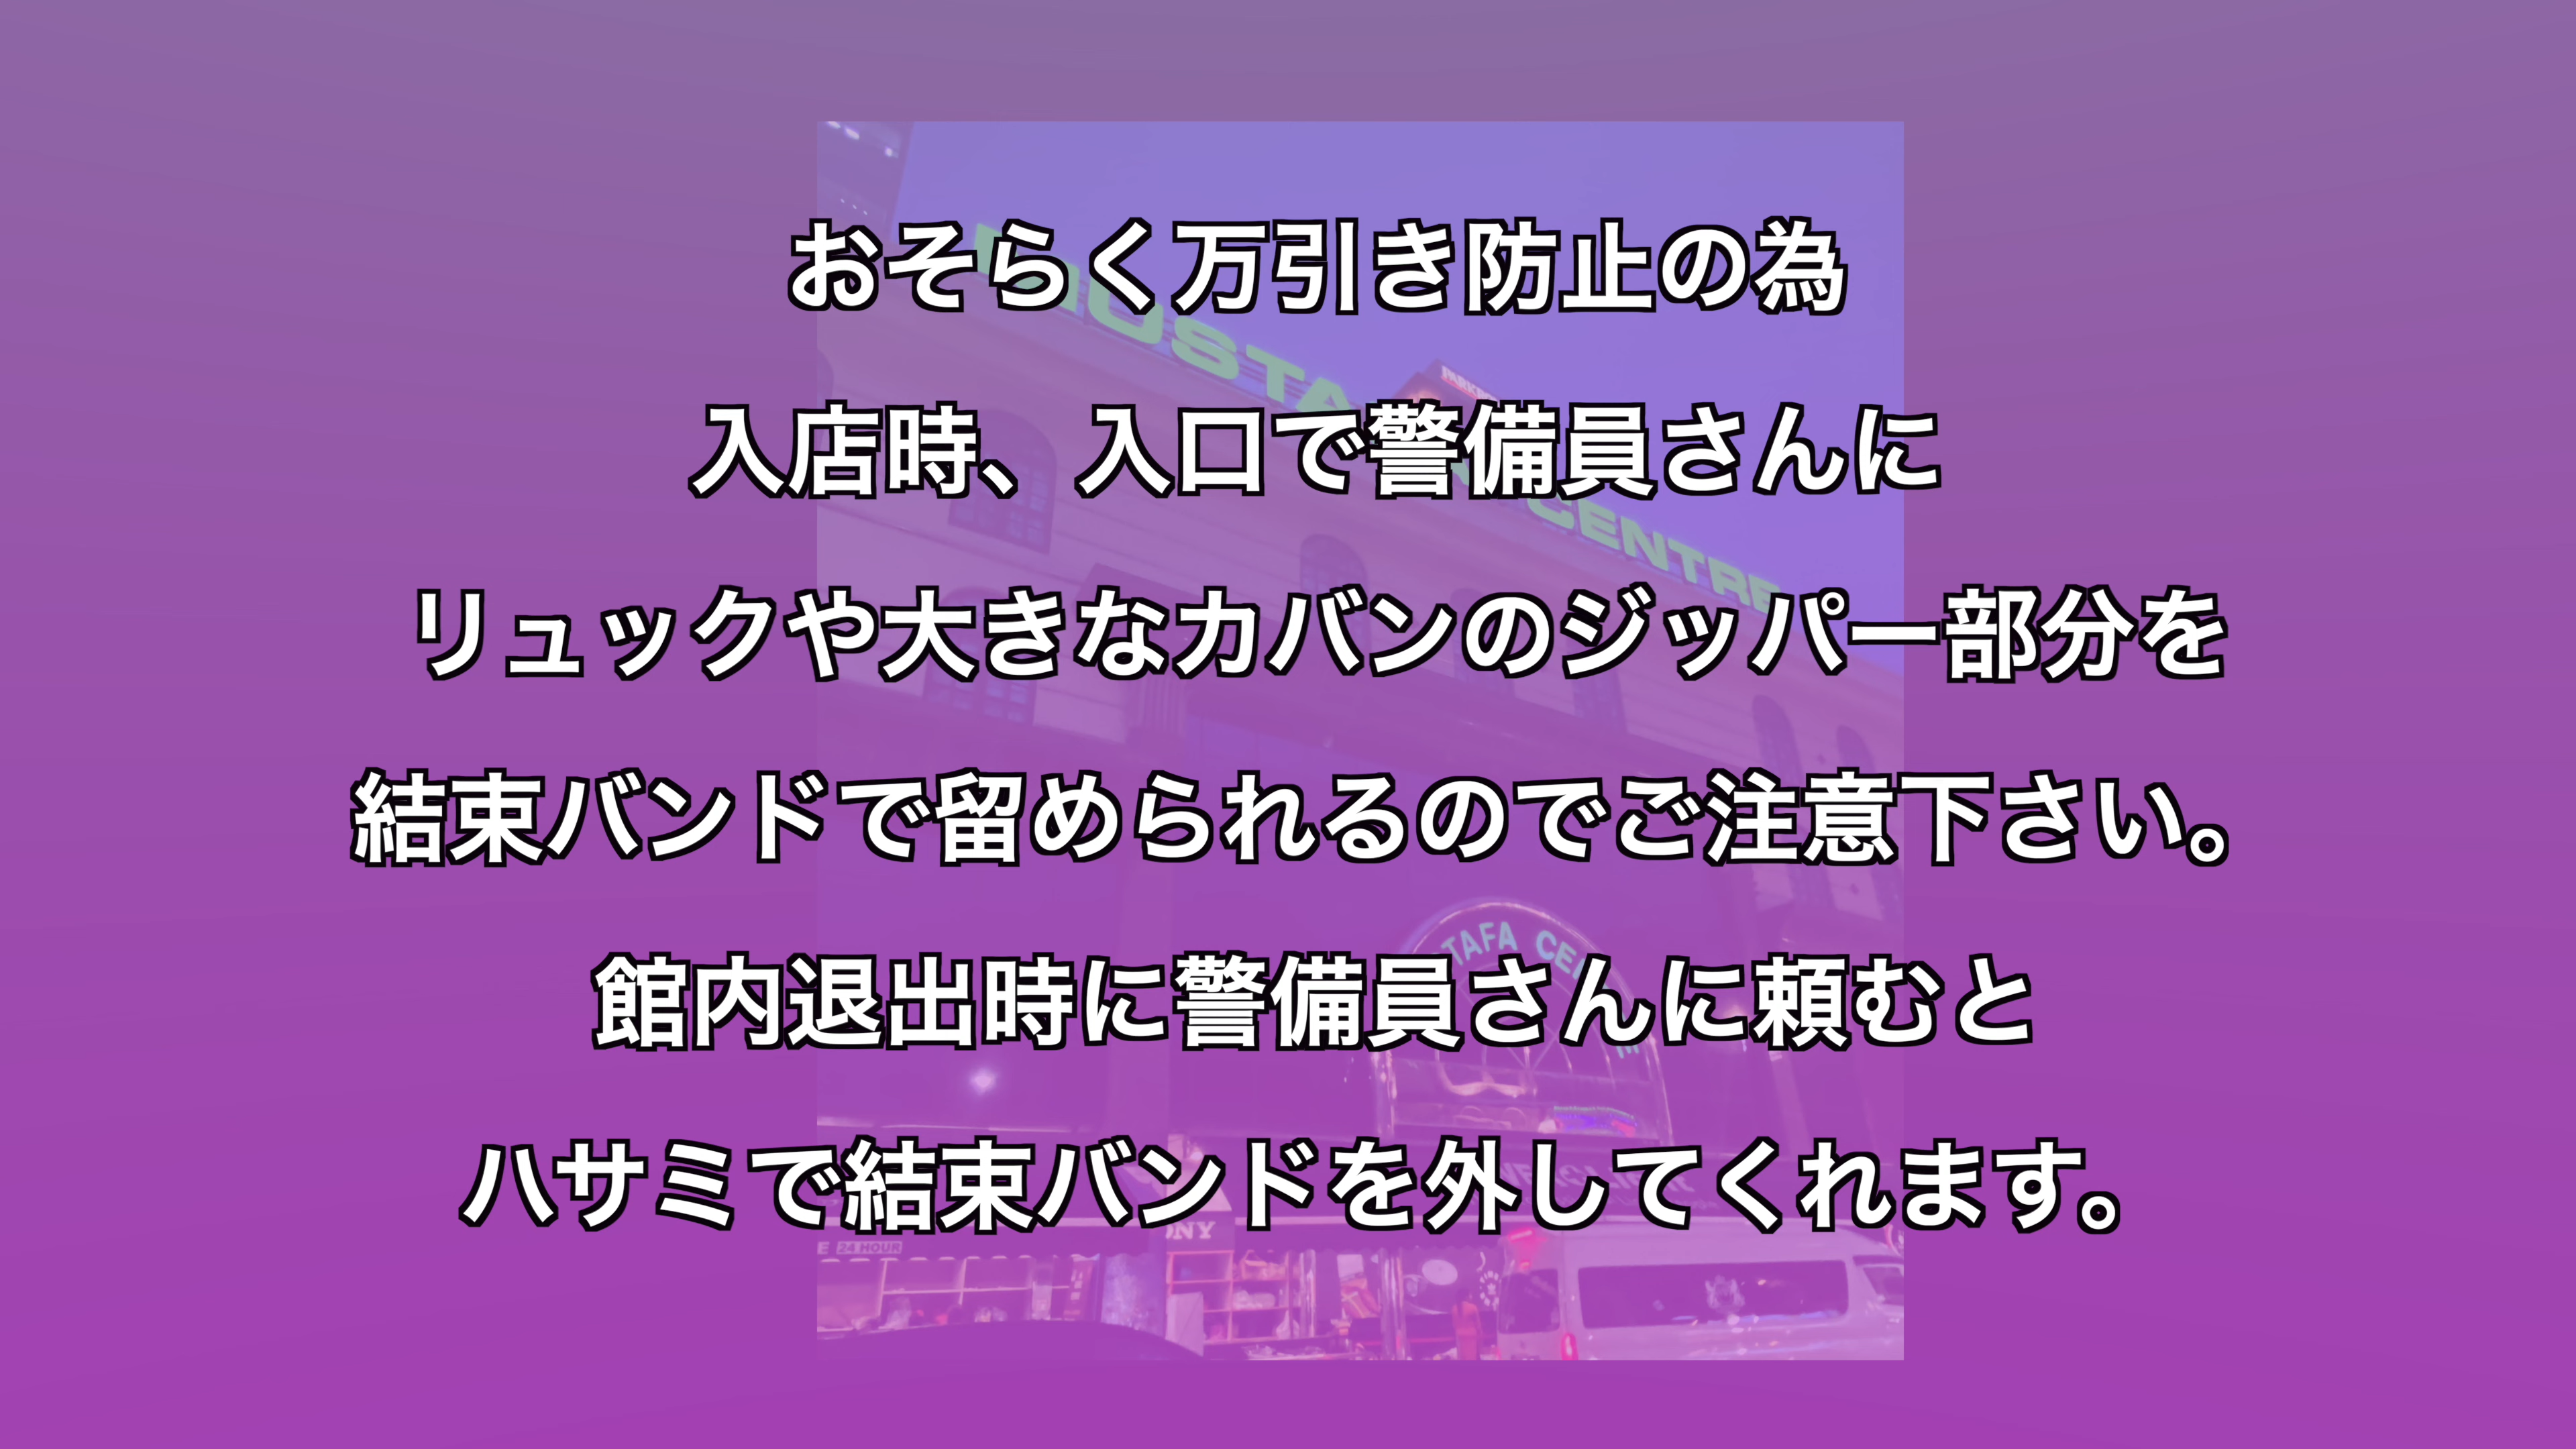 おそらく万引き防止の為
入店時、入口で警備員さんに
リュックや大きなカバンのジッパー部分を
結束バンドで留められるのでご注意下さい。
館内退出時に警備員さんに頼むと
ハサミで結束バンドを外してくれます。
CENTRE
24 HOUR